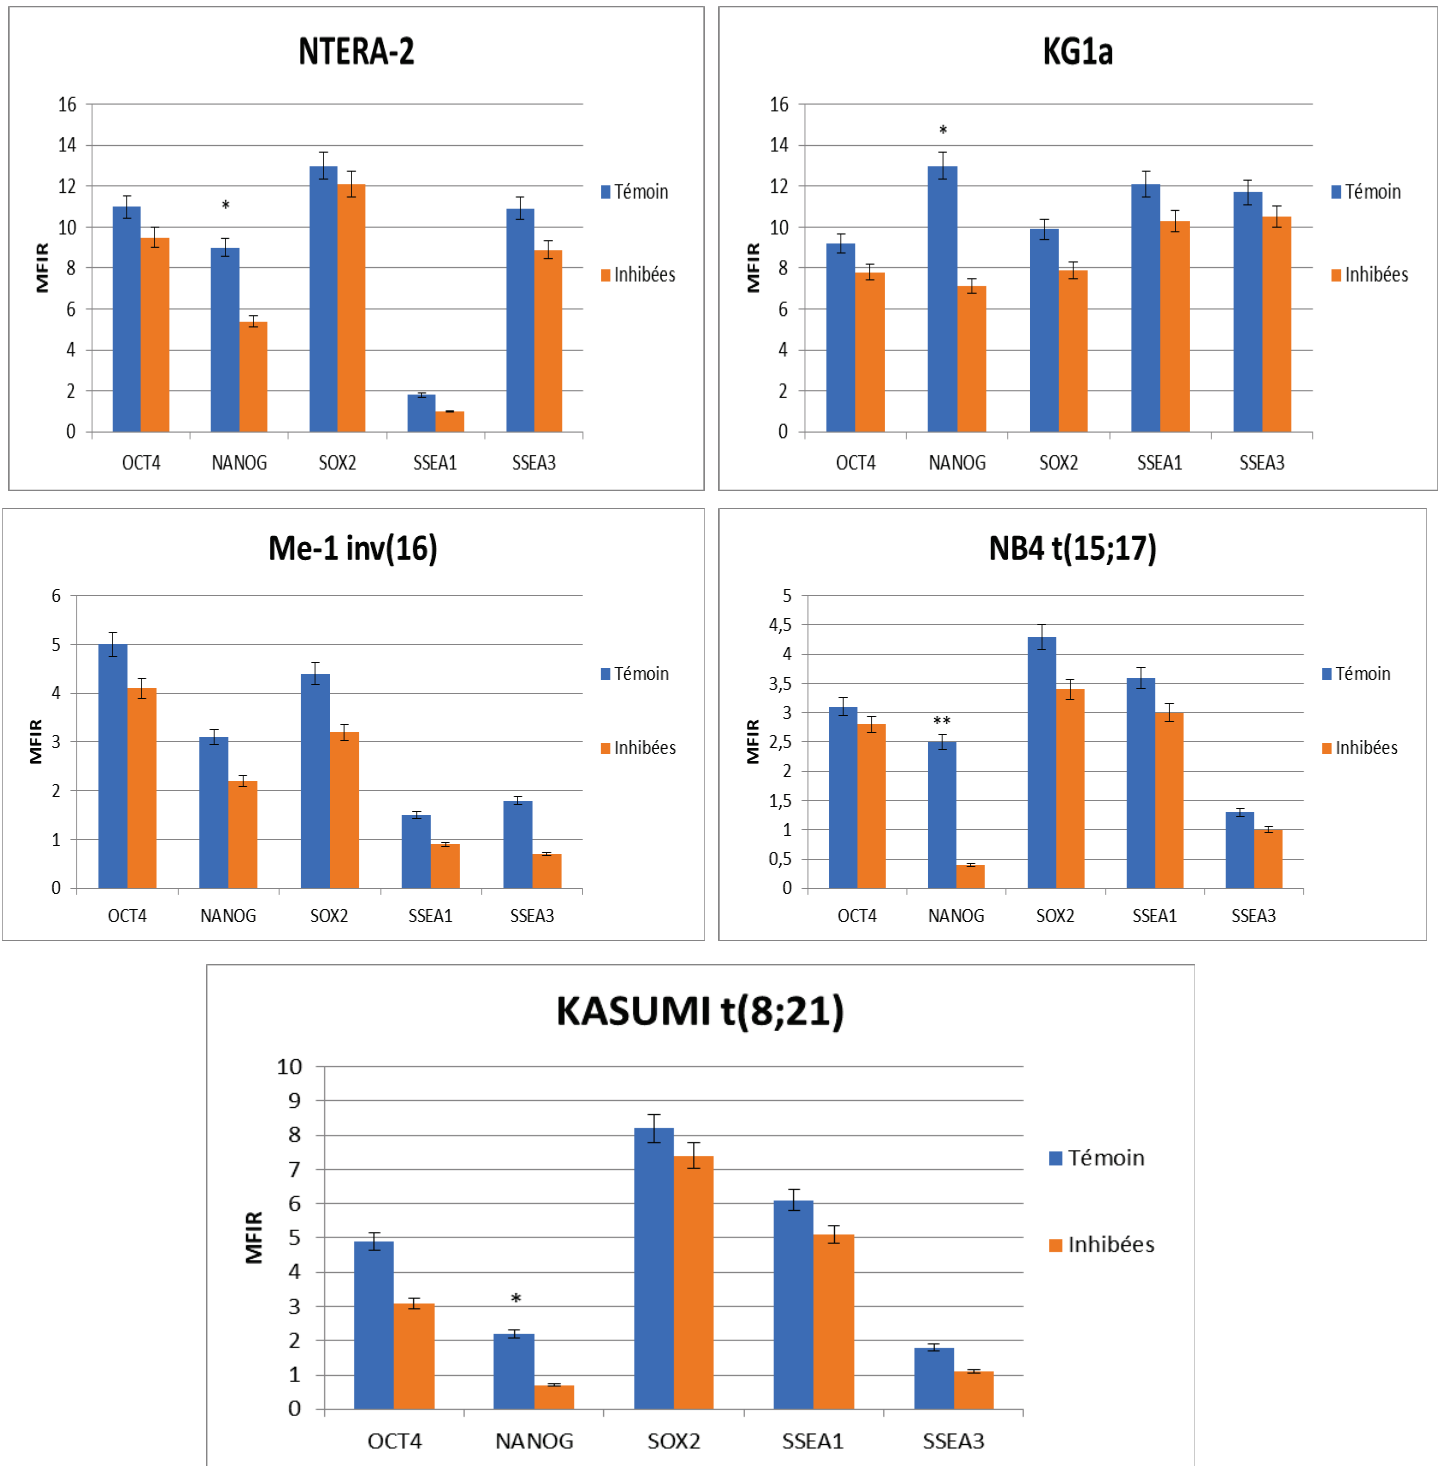 NTERA-2
16
14
12
10
8
6
4
2
0
MFIR
*
OCT4 NANOG SOX2 SSEA1 SSEA3
Témoin
Inhibées
KG1a
16
14
12
10
8
6
4
2
0
MFIR
*
OCT4 NANOG SOX2 SSEA1 SSEA3
Témoin
Inhibées
Me-1 inv(16)
6
5
4
3
2
1
0
MFIR
OCT4 NANOG SOX2 SSEA1 SSEA3
Témoin
Inhibées
NB4 t(15;17)
5
4,5
4
3,5
3
2,5
2
1,5
1
0,5
0
MFIR
**
OCT4 NANOG SOX2 SSEA1 SSEA3
Témoin
Inhibées
KASUMI t(8;21)
10
9
8
7
6
5
4
3
2
1
0
MFIR
*
OCT4 NANOG SOX2 SSEA1 SSEA3
Témoin
Inhibées